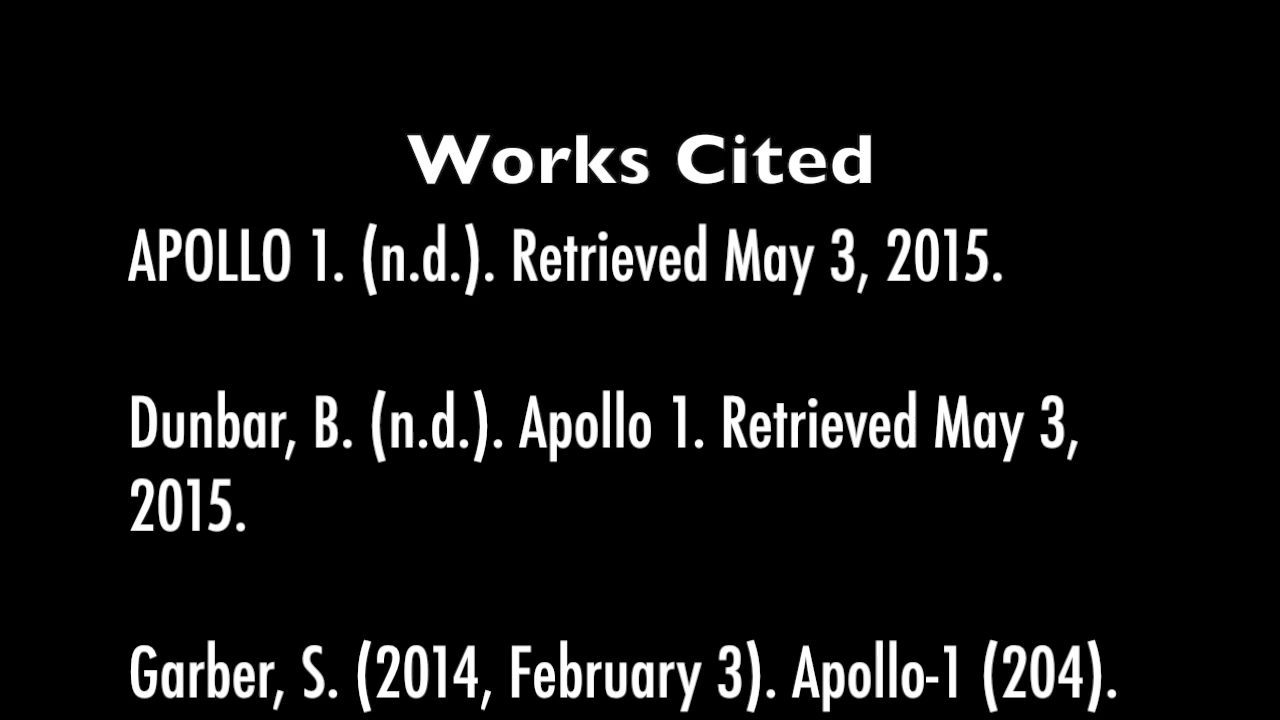 Works Cited
APOLLO 1. (n.d.). Retrieved May 3, 2015.
Dunbar, B. (n.d.). Apollo 1. Retrieved May 3,
2015.
Garber, S. (2014, February 3). Apollo-1 (204).